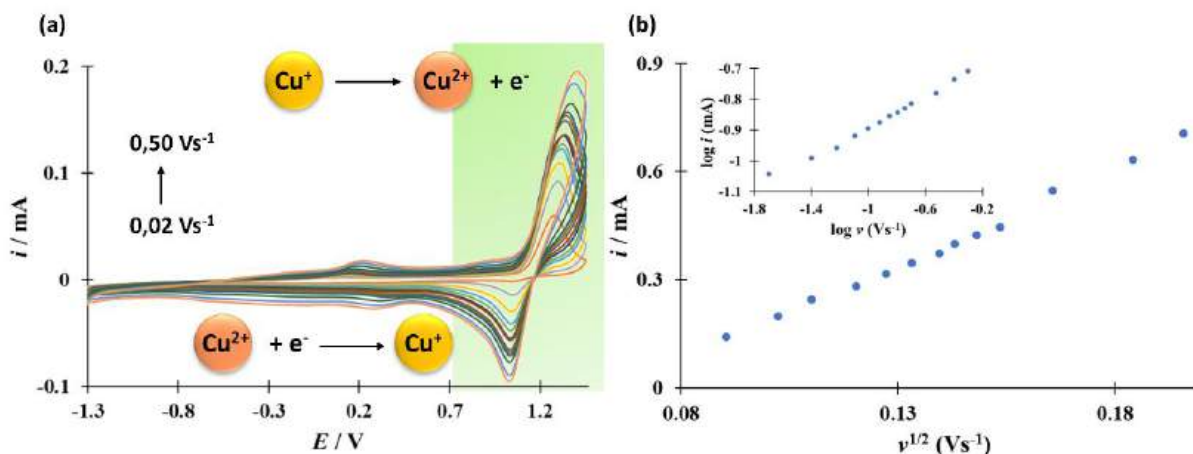 (a)
(b)
Cu+ → Cu2+ + e-
0,50 Vs-1
0,02 Vs-1
Cu2+ + e- → Cu+
0.2
0.1
0
-0.1
i / mA
-1.3 -0.8 -0.3 0.2 0.7 1.2
E / V
0.9
0.6
0.3
0
i / mA
0.08 0.13 0.18
v1/2 (Vs-1)
-0.7
-0.8
-0.9
-1
-1.1
log i (mA)
-1.8 -1.4 -1 -0.6 -0.2
log v (Vs-1)